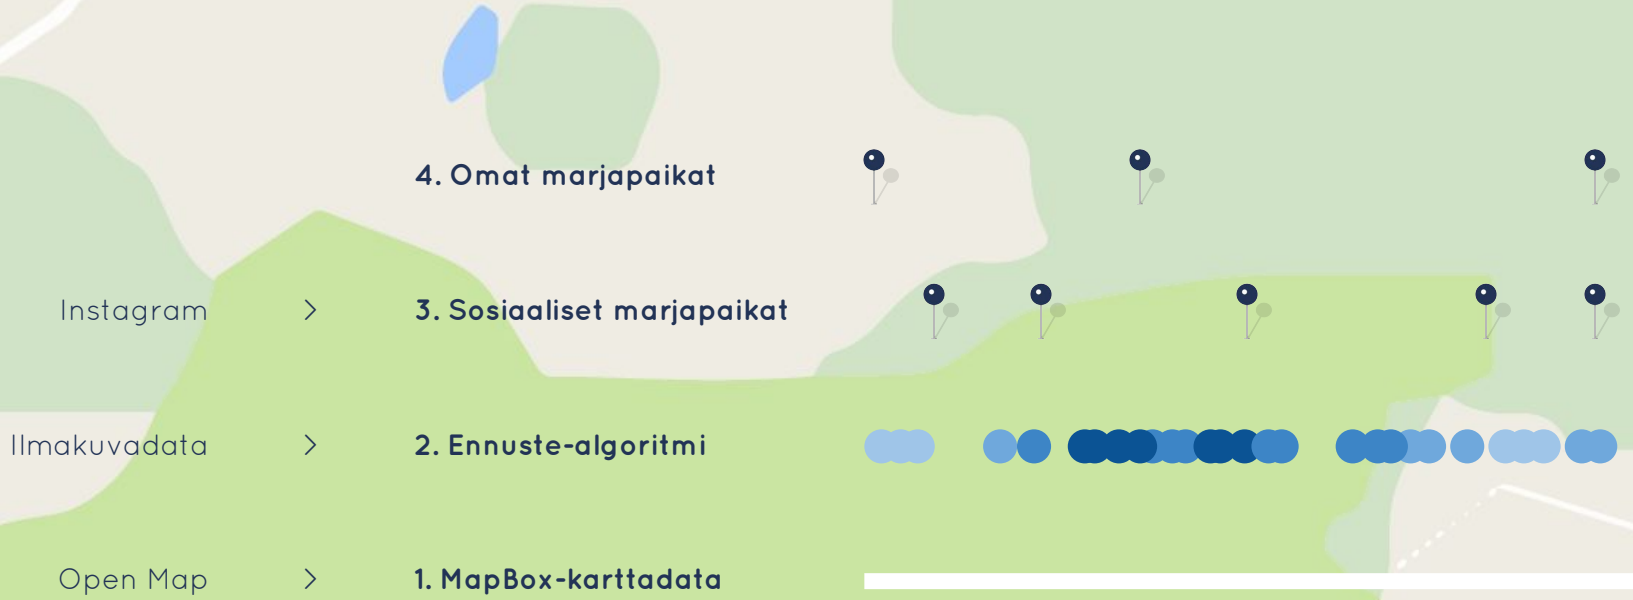 4. Omat marjapaikat
Instagram > 3. Sosiaaliset marjapaikat
Ilmakuvadata > 2. Ennuste-algoritmi
Open Map > 1. MapBox-karttadata